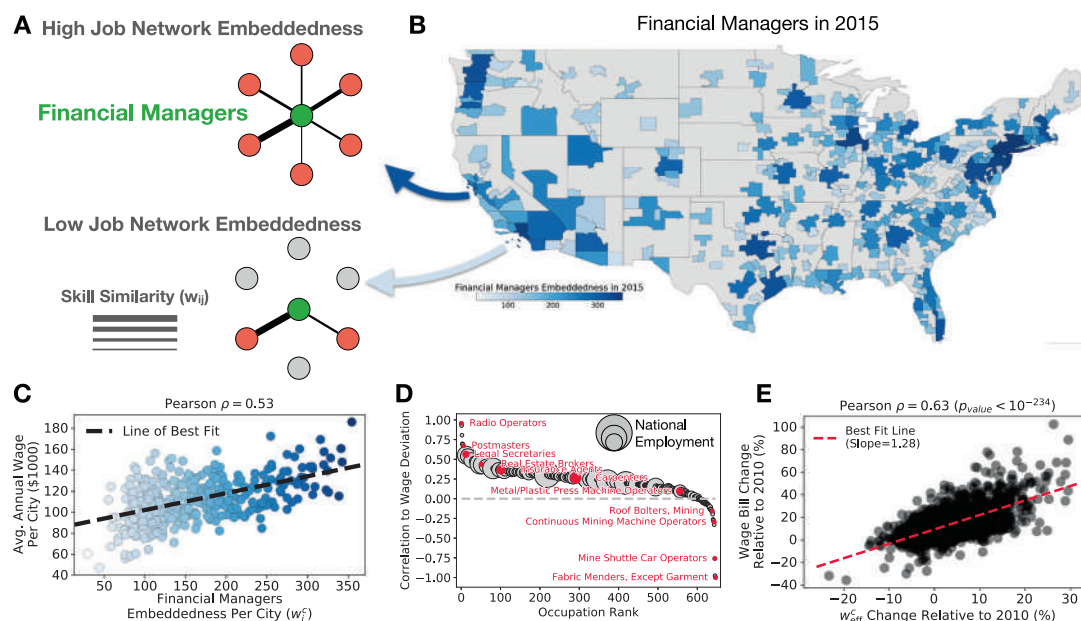 A
High Job Network Embeddedness
Financial Managers
Low Job Network Embeddedness
Skill Similarity (wij)
B
Financial Managers in 2015
Financial Managers Embeddedness in 2015
100 200 300
C
Pearson ρ = 0.53
Line of Best Fit
Avg. Annual Wage
Per City ($1000)
180
160
140
120
100
80
60
40
0 50 100 150 200 250 300 350
Financial Managers
Embeddedness Per City (wᵢᶜ)
D
Correlation to Wage Deviation
1.00
0.75
0.50
0.25
0.00
−0.25
−0.50
−0.75
−1.00
National
Employment
Radio Operators
Postmasters
Legal Secretaries
Real Estate Brokers
Insurance Agents
Carpenters
Metal/Plastic Press Machine Operators
Roof Bolters, Mining
Continuous Mining Machine Operators
Mine Shuttle Car Operators
Fabric Menders, Except Garment
0 100 200 300 400 500 600
Occupation Rank
E
Pearson ρ = 0.63 (pvalue < 10⁻²³⁴)
Best Fit Line
(Slope=1.28)
Wage Bill Change
Relative to 2010 (%)
100
80
60
40
20
0
−20
−40
−20 −10 0 10 20 30
wᶜeff Change Relative to 2010 (%)